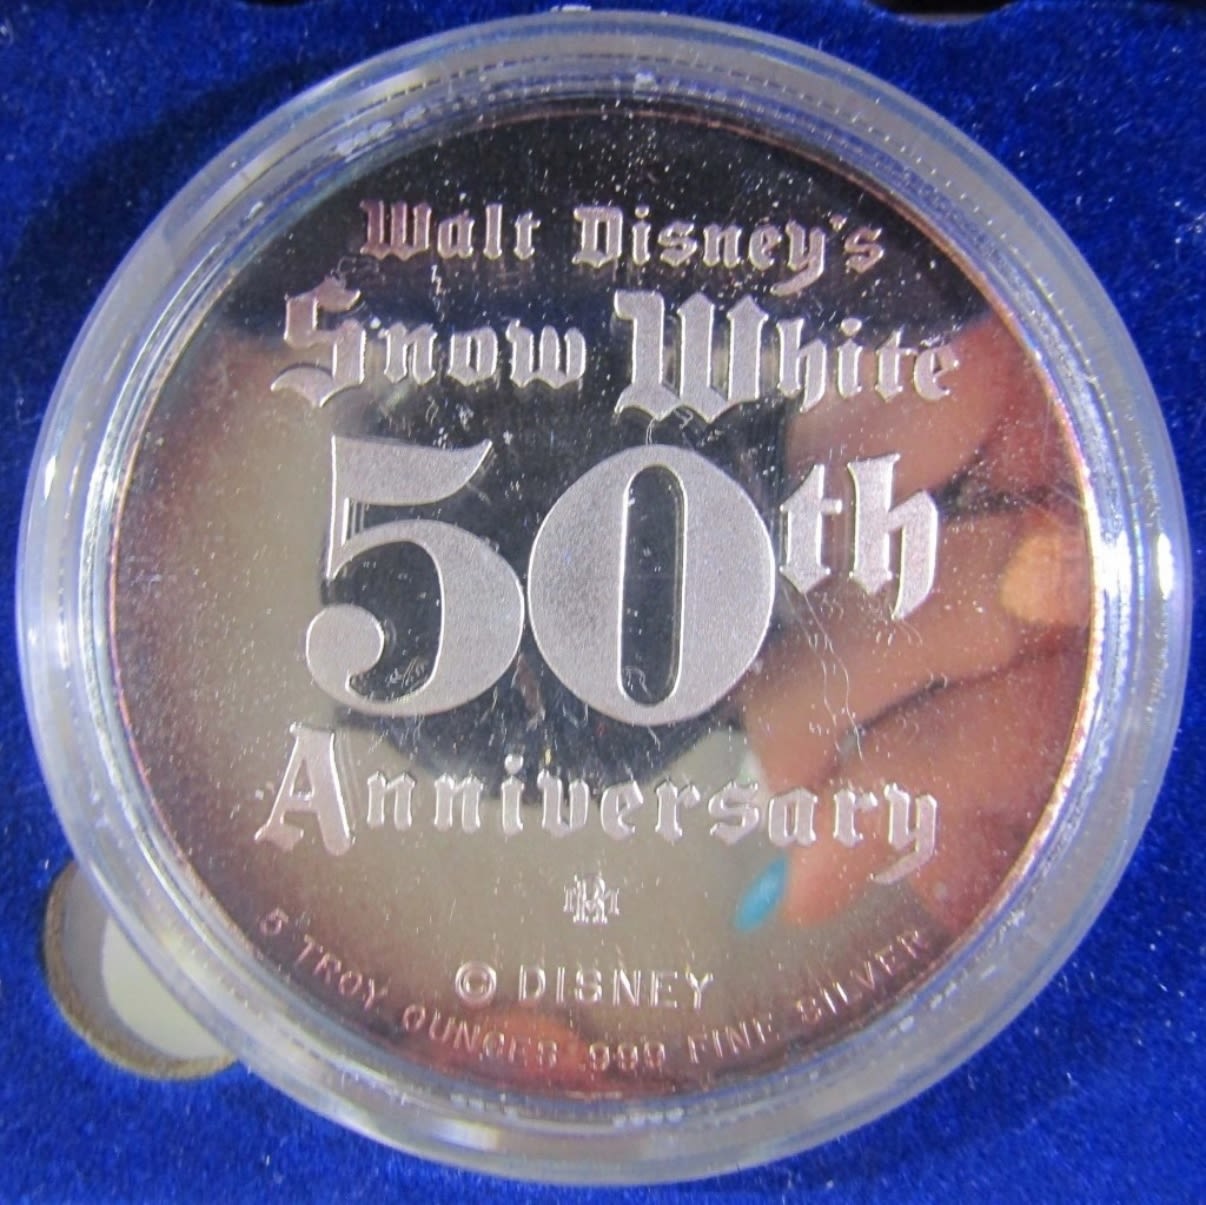 Walt Disney's
Snow White
50th
Anniversary
© DISNEY
5 TROY OUNCES .999 FINE SILVER